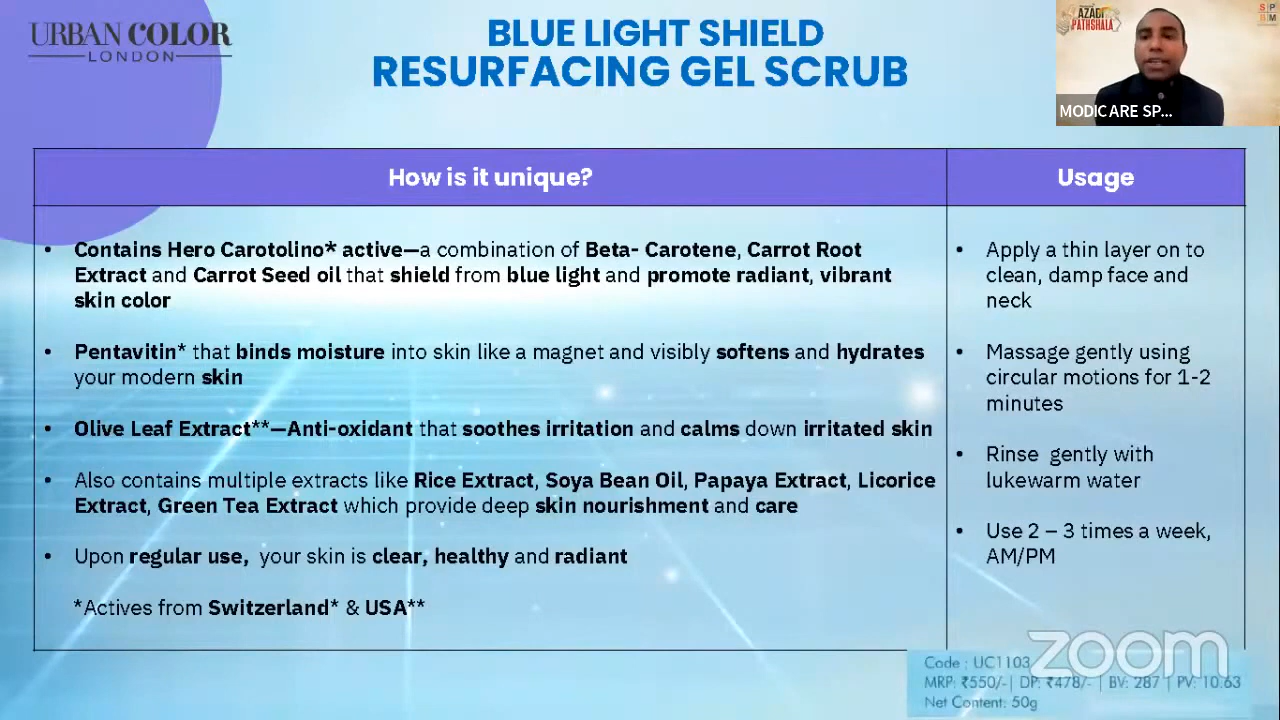 URBAN COLOR
LONDON
BLUE LIGHT SHIELD
RESURFACING GEL SCRUB
AZADI
PATHSHALA
S P
B M
MODICARE SP...
How is it unique?
• Contains Hero Carotolino* active—a combination of Beta- Carotene, Carrot Root
Extract and Carrot Seed oil that shield from blue light and promote radiant, vibrant
skin color
• Pentavitin* that binds moisture into skin like a magnet and visibly softens and hydrates
your modern skin
• Olive Leaf Extract**—Anti-oxidant that soothes irritation and calms down irritated skin
• Also contains multiple extracts like Rice Extract, Soya Bean Oil, Papaya Extract, Licorice
Extract, Green Tea Extract which provide deep skin nourishment and care
• Upon regular use, your skin is clear, healthy and radiant
*Actives from Switzerland* & USA**
Usage
• Apply a thin layer on to
clean, damp face and
neck
• Massage gently using
circular motions for 1-2
minutes
• Rinse gently with
lukewarm water
• Use 2 – 3 times a week,
AM/PM
zoom
Code : UC1103
MRP: ₹550/-| DP: ₹478/- | BV: 287 | PV: 10.63
Net Content: 50g